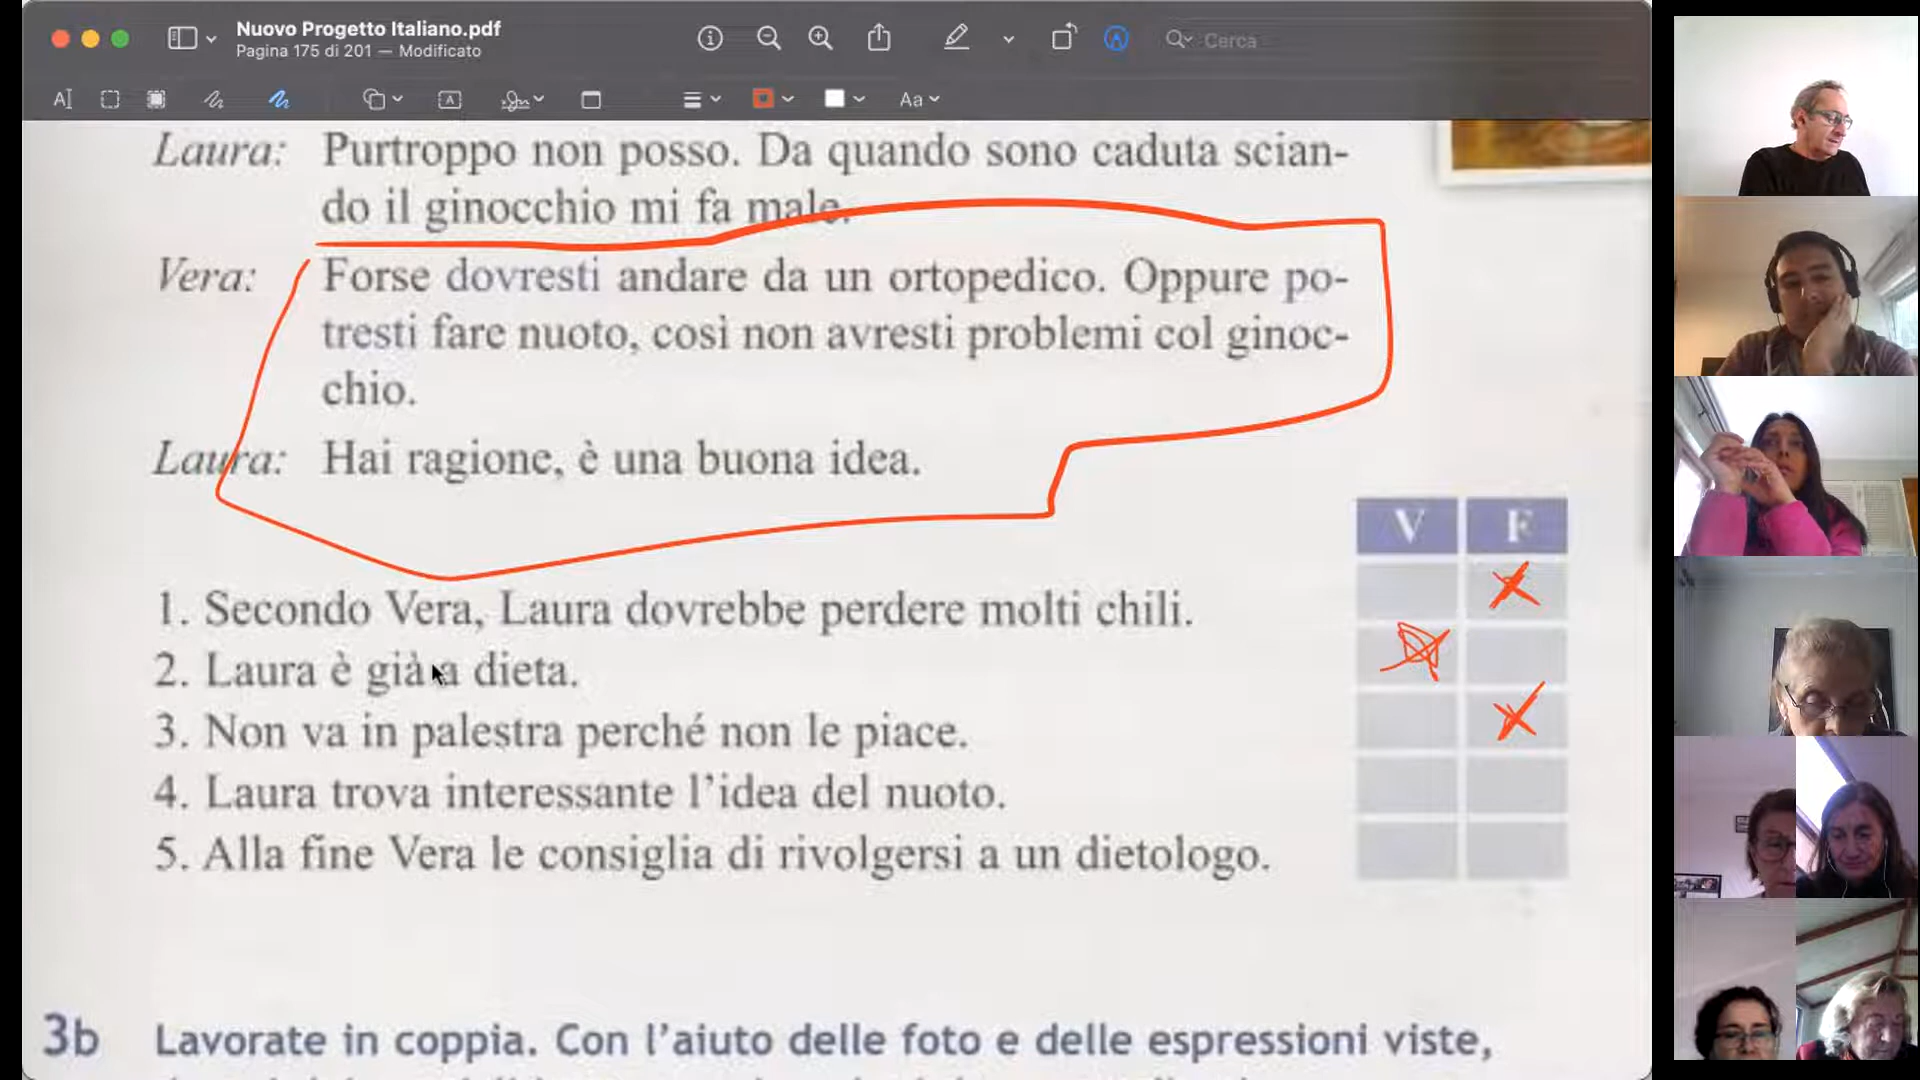 Nuovo Progetto Italiano.pdf
Pagina 175 di 201 — Modificato
Cerca
Aa
Laura: Purtroppo non posso. Da quando sono caduta scian-
do il ginocchio mi fa male.
Vera: Forse dovresti andare da un ortopedico. Oppure po-
tresti fare nuoto, così non avresti problemi col ginoc-
chio.
Laura: Hai ragione, è una buona idea.
V F
1. Secondo Vera, Laura dovrebbe perdere molti chili.
2. Laura è già a dieta.
3. Non va in palestra perché non le piace.
4. Laura trova interessante l'idea del nuoto.
5. Alla fine Vera le consiglia di rivolgersi a un dietologo.
3b Lavorate in coppia. Con l'aiuto delle foto e delle espressioni viste,